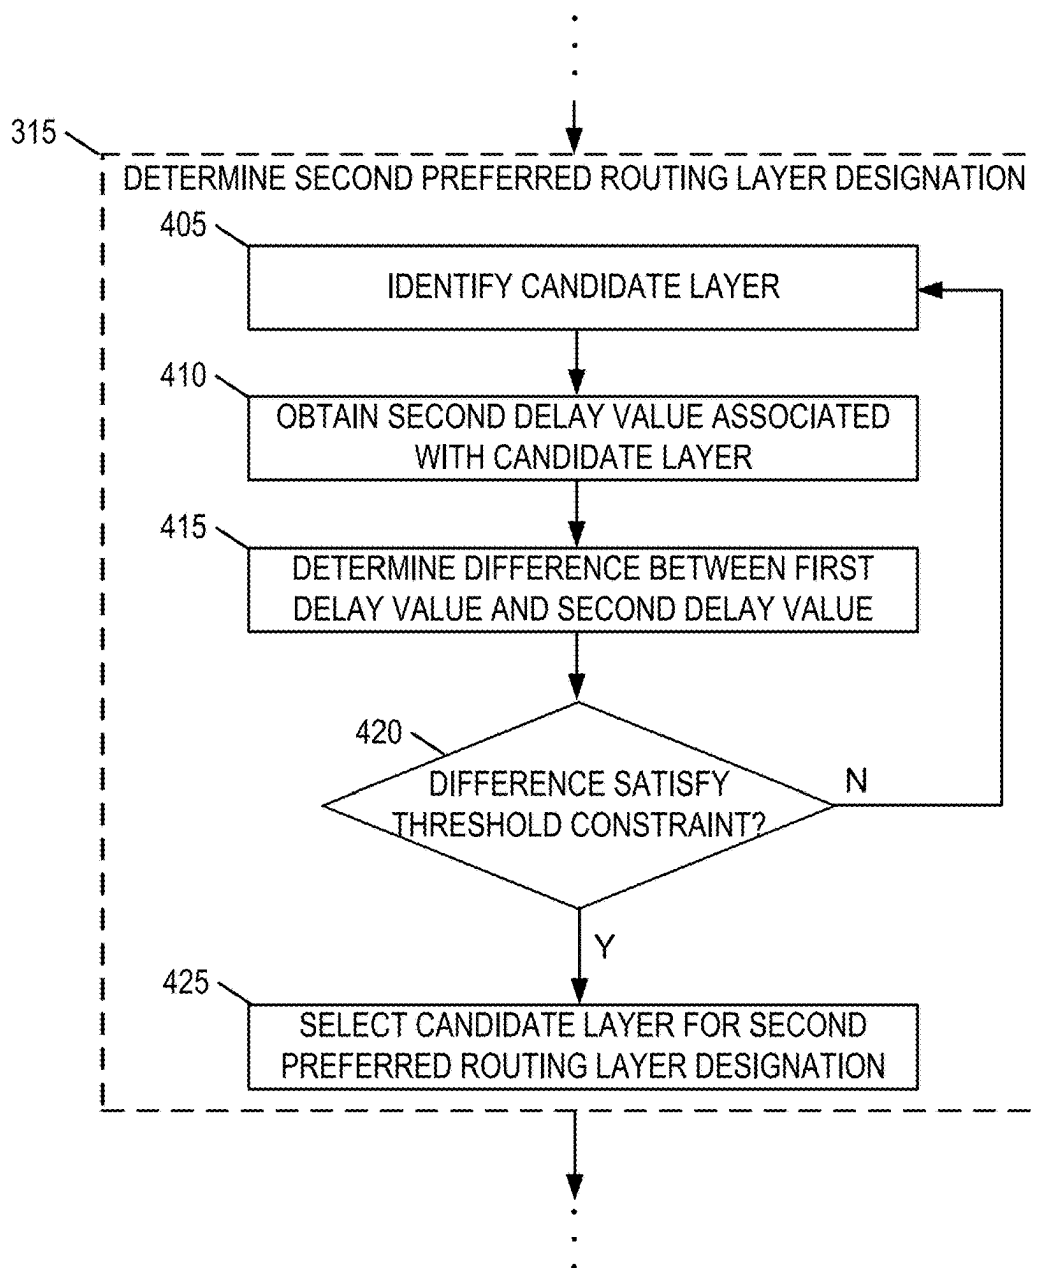 315
DETERMINE SECOND PREFERRED ROUTING LAYER DESIGNATION
405
IDENTIFY CANDIDATE LAYER
410
OBTAIN SECOND DELAY VALUE ASSOCIATED
WITH CANDIDATE LAYER
415
DETERMINE DIFFERENCE BETWEEN FIRST
DELAY VALUE AND SECOND DELAY VALUE
420
DIFFERENCE SATISFY
THRESHOLD CONSTRAINT?
N
Y
425
SELECT CANDIDATE LAYER FOR SECOND
PREFERRED ROUTING LAYER DESIGNATION